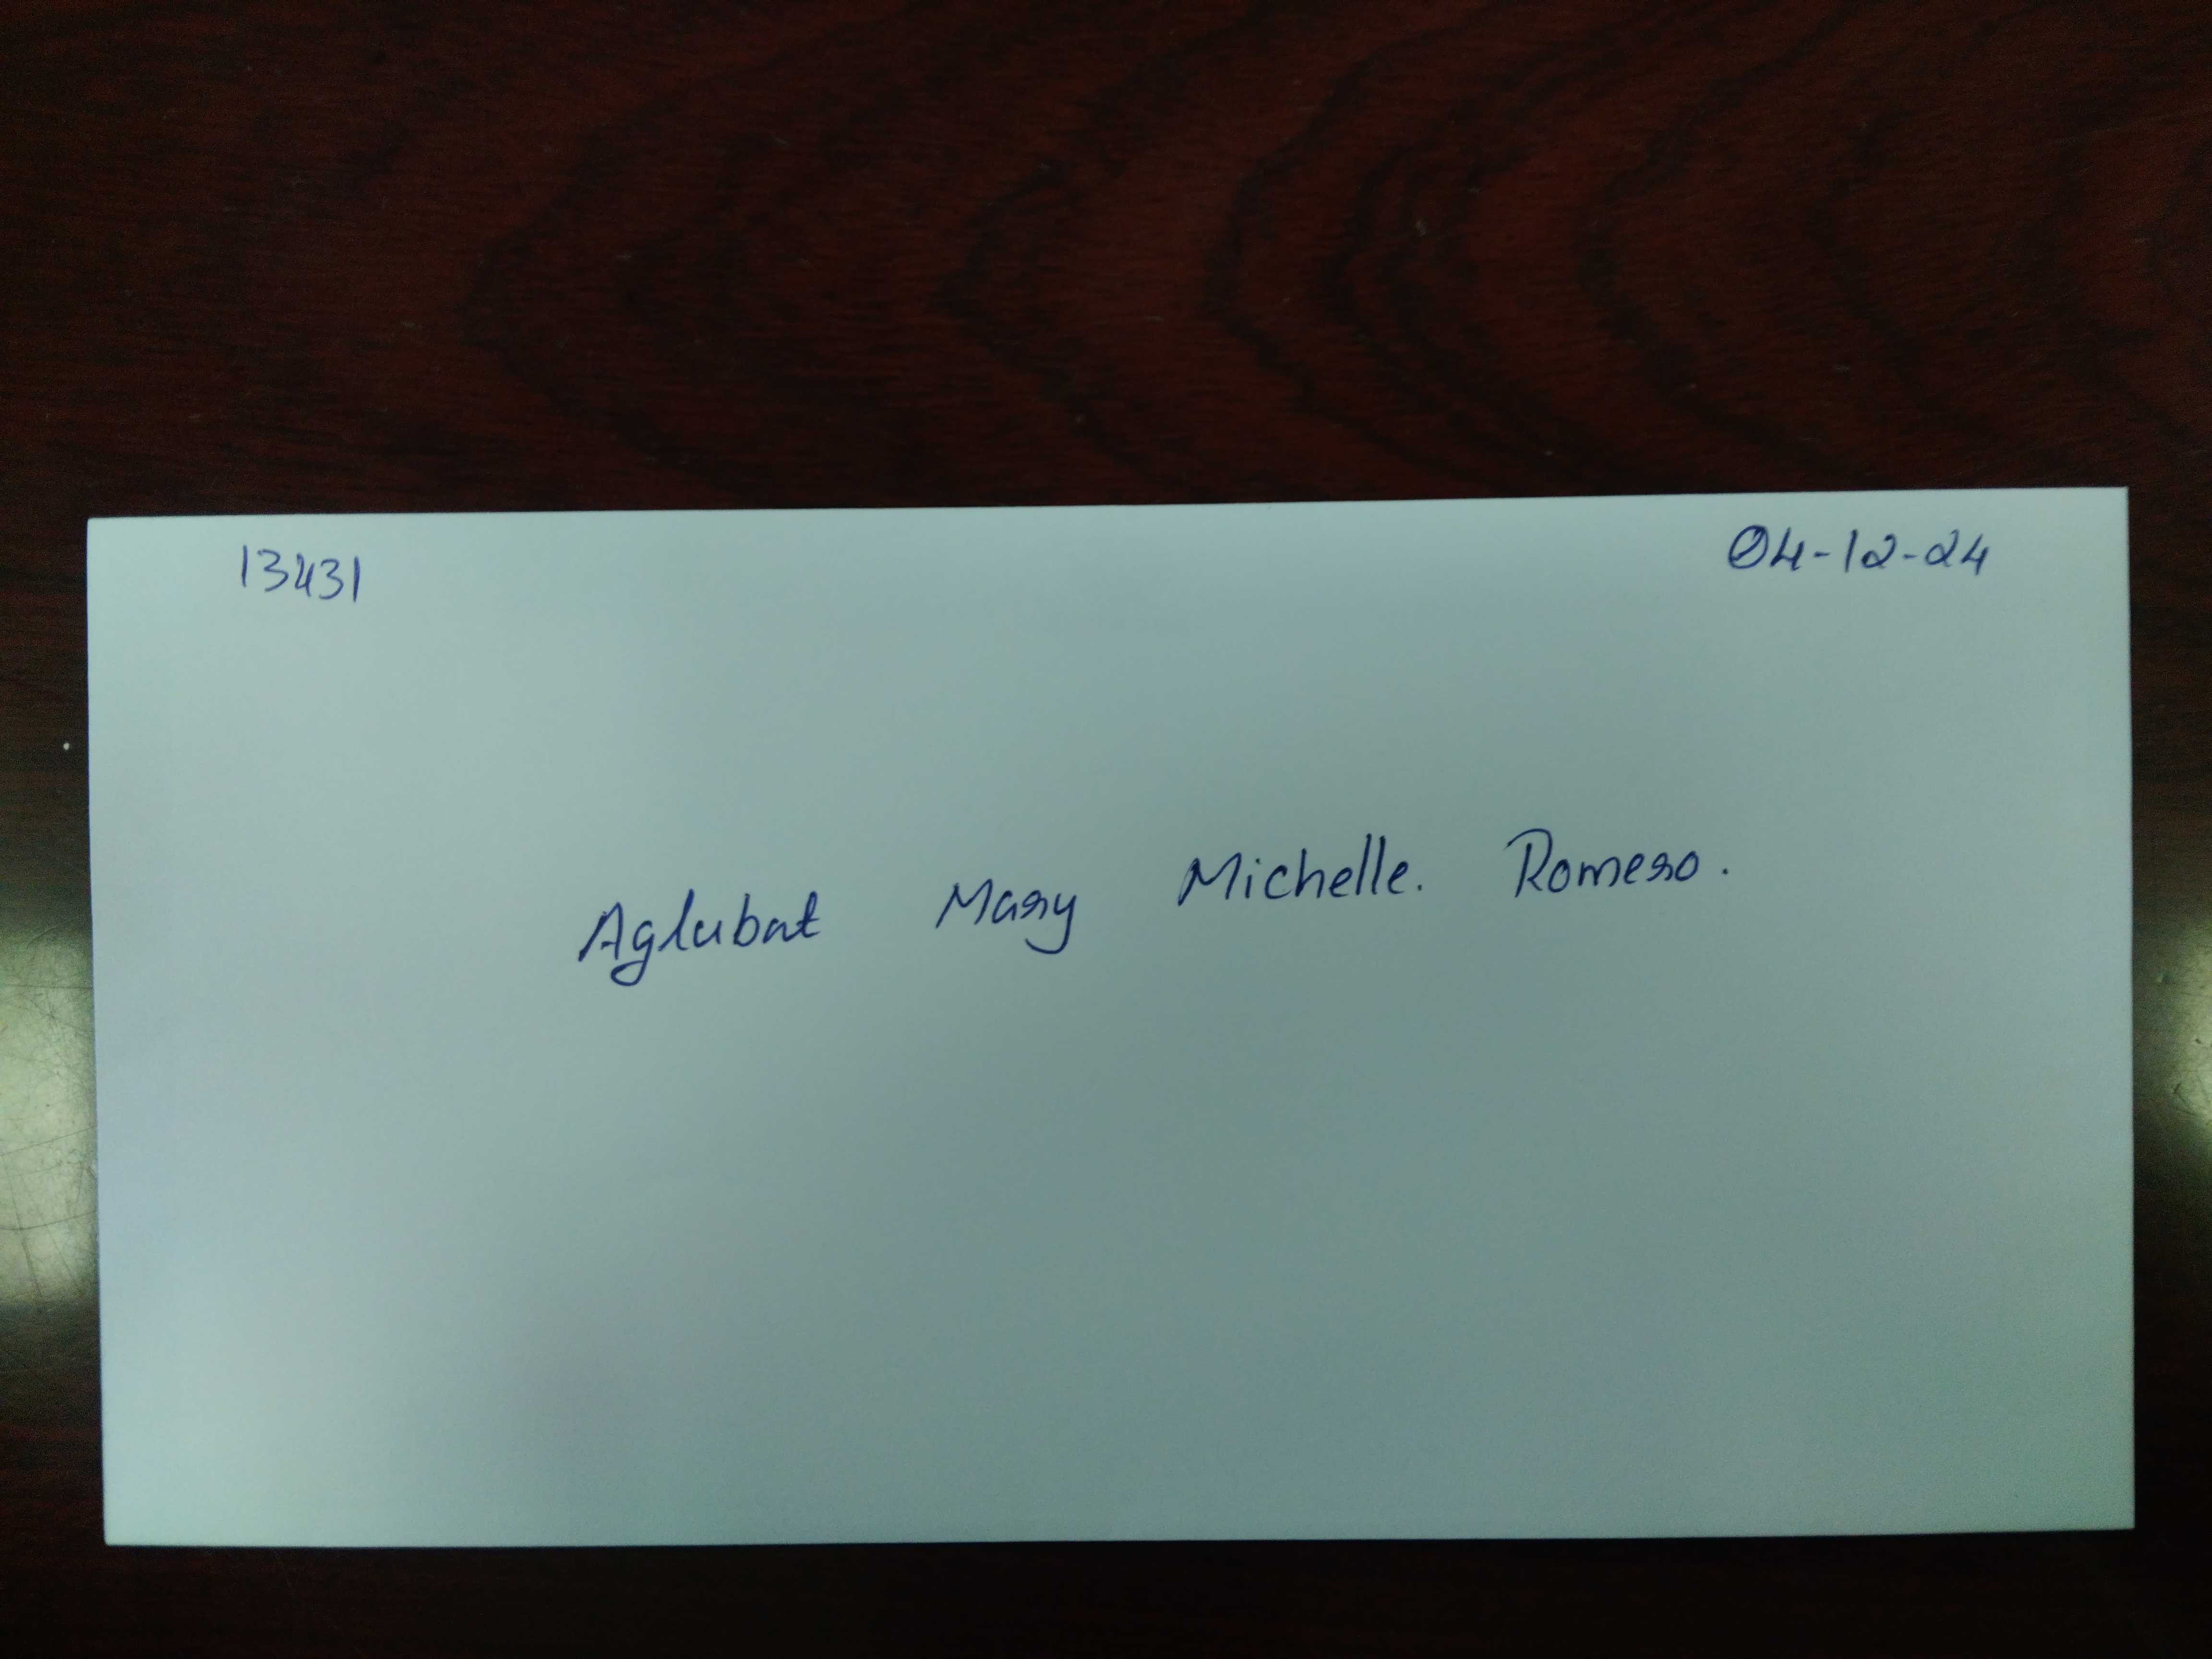 13431
04-12-24
Aglubat Mary Michelle. Romero.